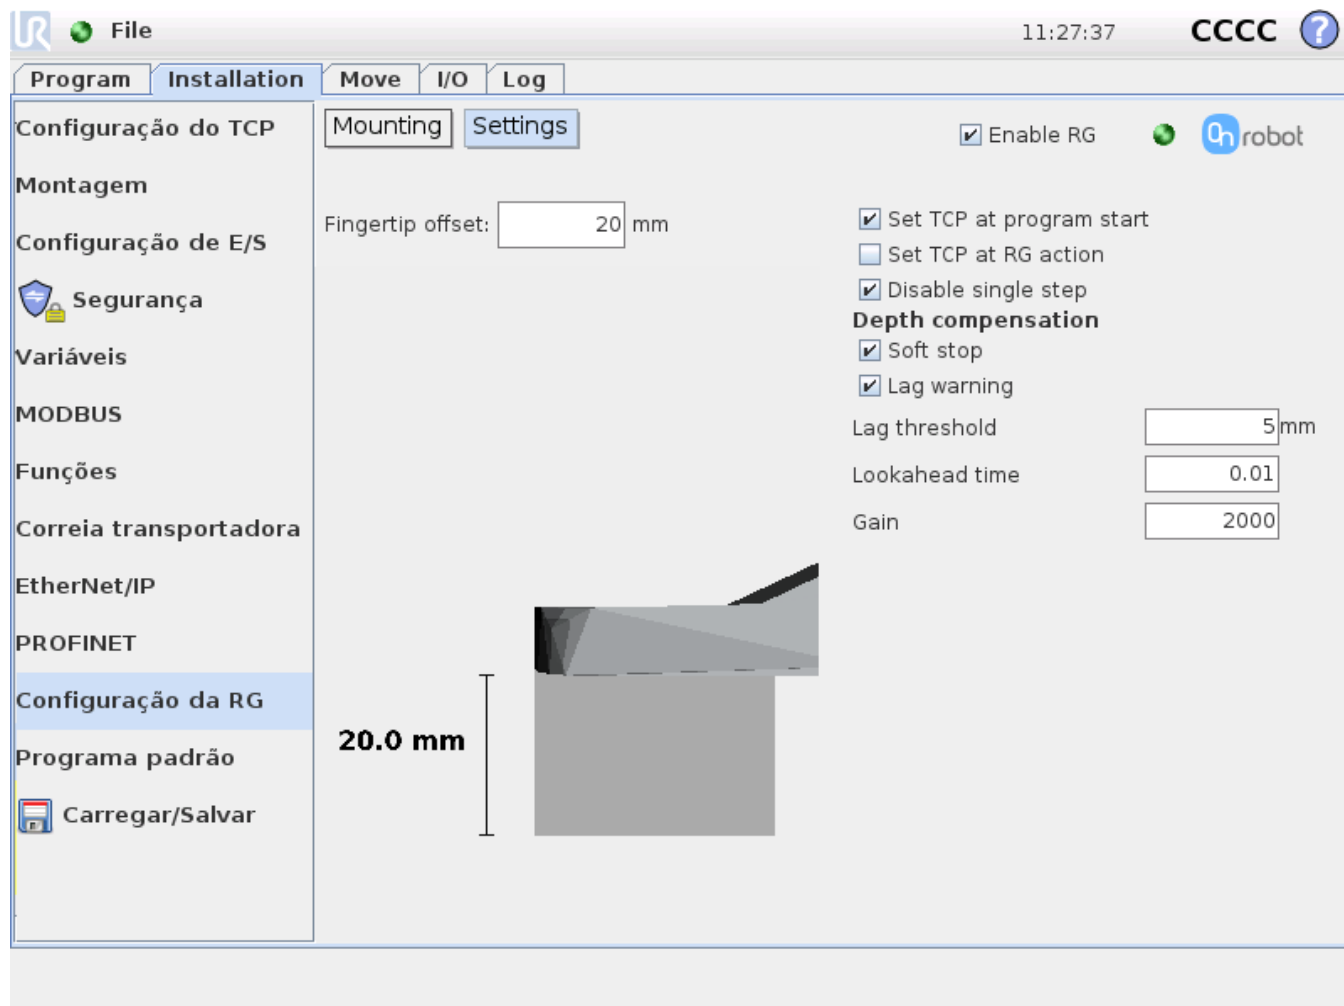 UR File 11:27:37 CCCC ?
Program Installation Move I/O Log
Configuração do TCP
Montagem
Configuração de E/S
Segurança
Variáveis
MODBUS
Funções
Correia transportadora
EtherNet/IP
PROFINET
Configuração da RG
Programa padrão
Carregar/Salvar
Mounting Settings
Enable RG
On robot
Fingertip offset: 20 mm
20.0 mm
Set TCP at program start
Set TCP at RG action
Disable single step
Depth compensation
Soft stop
Lag warning
Lag threshold 5 mm
Lookahead time 0.01
Gain 2000